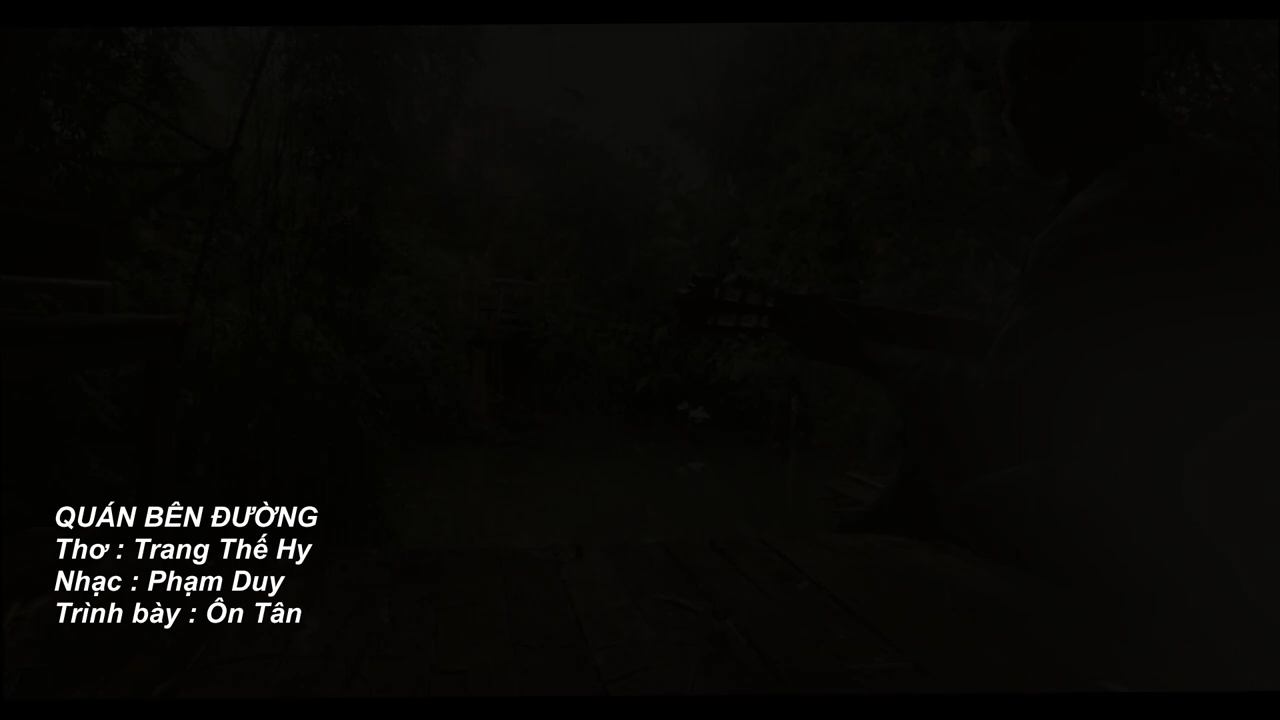 QUÁN BÊN ĐƯỜNG
Thơ : Trang Thế Hy
Nhạc : Phạm Duy
Trình bày : Ôn Tân